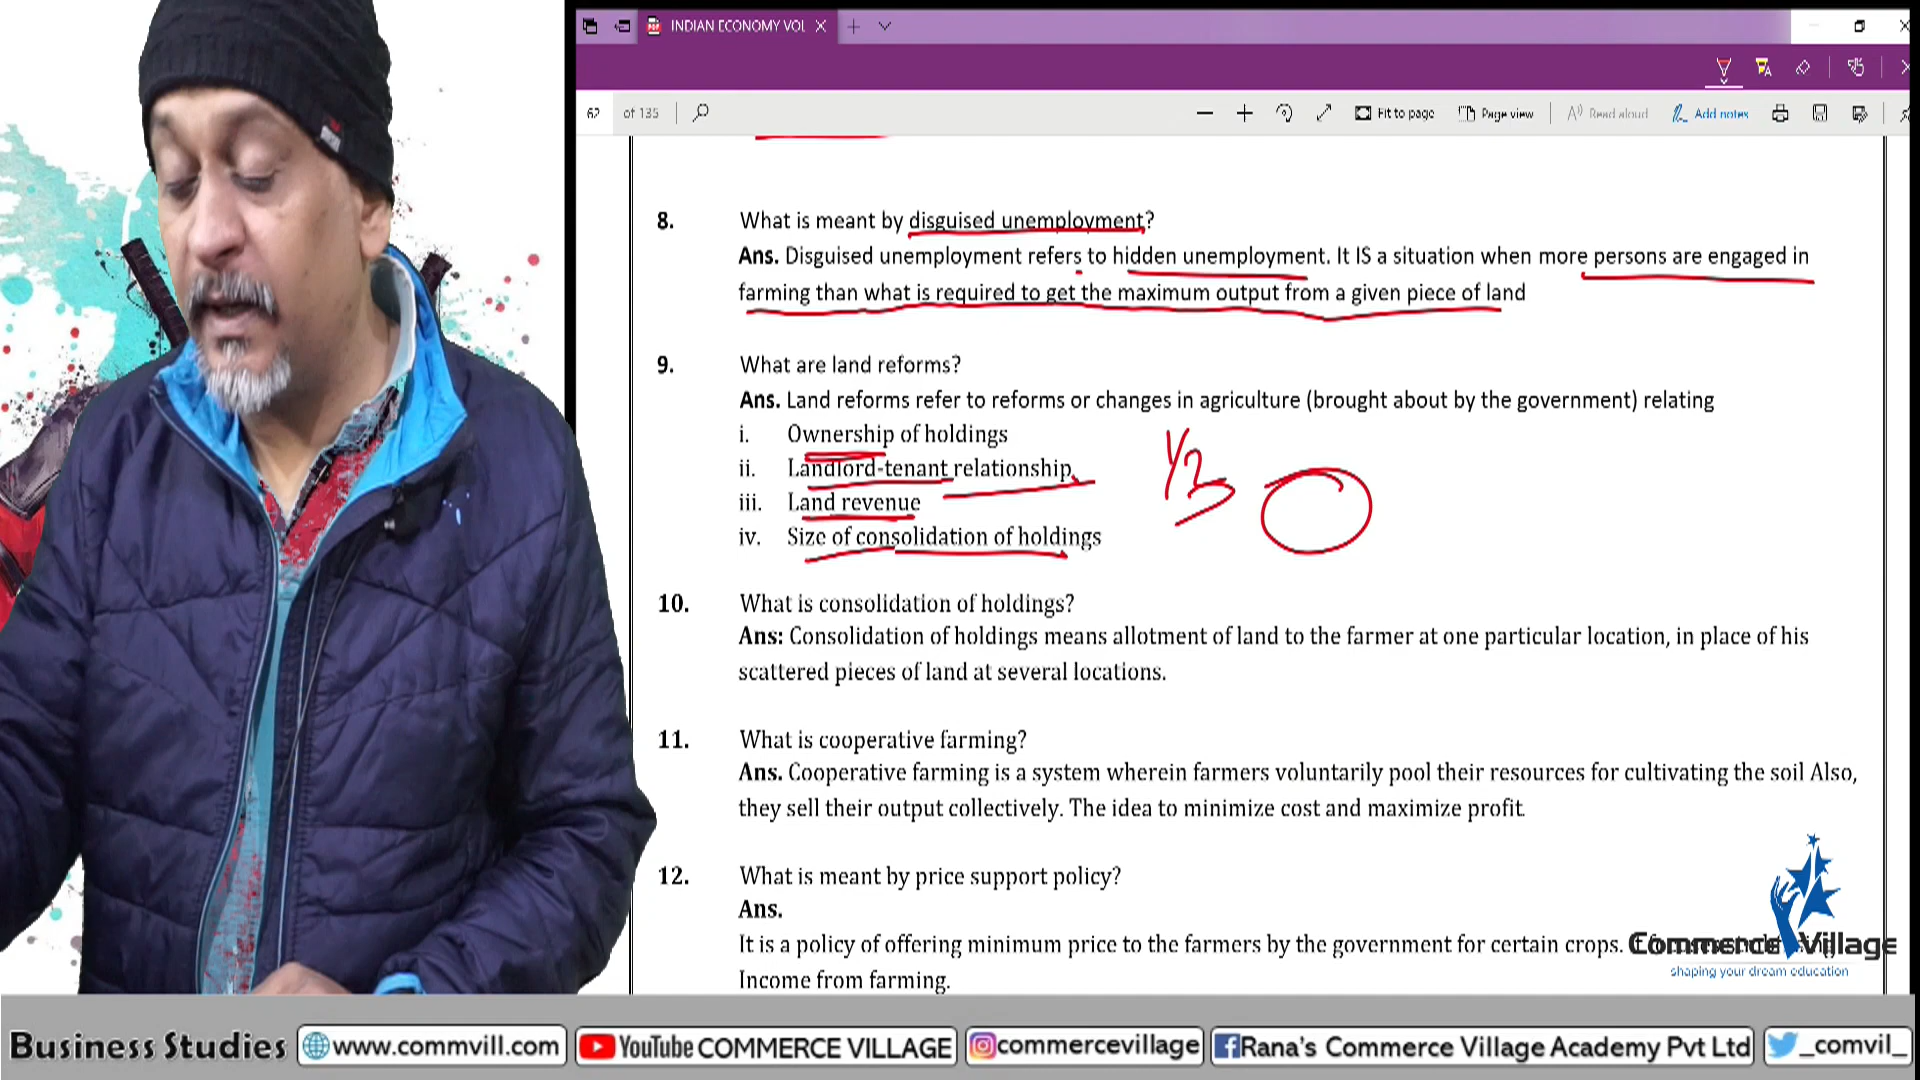 INDIAN ECONOMY VOL
62 of 135
Fit to page
Page view
Read aloud
Add notes
8. What is meant by disguised unemployment?
Ans. Disguised unemployment refers to hidden unemployment. It IS a situation when more persons are engaged in
farming than what is required to get the maximum output from a given piece of land
9. What are land reforms?
Ans. Land reforms refer to reforms or changes in agriculture (brought about by the government) relating
i. Ownership of holdings
ii. Landlord-tenant relationship
1/3
iii. Land revenue
iv. Size of consolidation of holdings
10. What is consolidation of holdings?
Ans: Consolidation of holdings means allotment of land to the farmer at one particular location, in place of his
scattered pieces of land at several locations.
11. What is cooperative farming?
Ans. Cooperative farming is a system wherein farmers voluntarily pool their resources for cultivating the soil Also,
they sell their output collectively. The idea to minimize cost and maximize profit
12. What is meant by price support policy?
Ans.
It is a policy of offering minimum price to the farmers by the government for certain crops.
Income from farming.
Commerce Village
shaping your dream education
Business Studies
www.commvill.com
YouTube COMMERCE VILLAGE
commercevillage
Rana's Commerce Village Academy Pvt Ltd
_comvil_